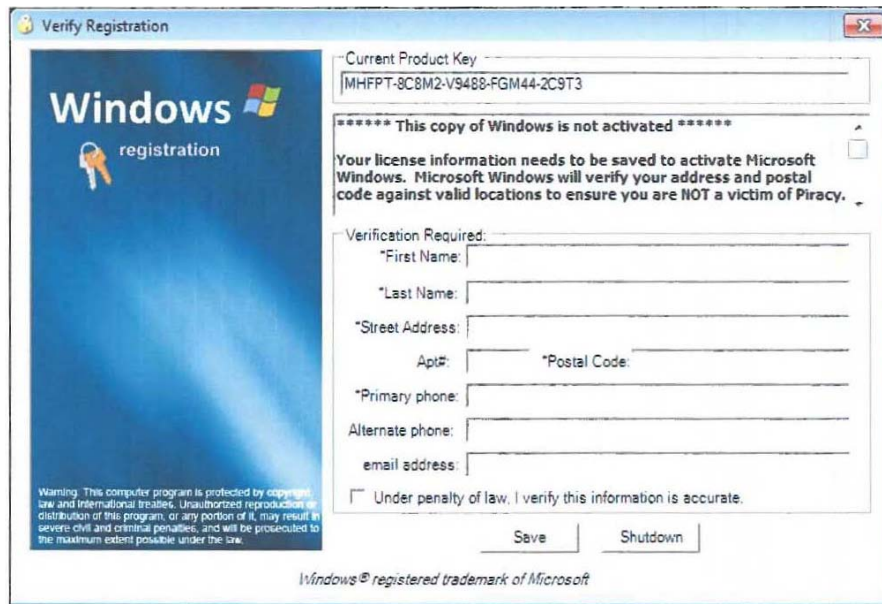 Verify Registration
Windows
registration
Warning: This computer program is protected by copyright
law and international treaties. Unauthorized reproduction or
distribution of this program, or any portion of it, may result in
severe civil and criminal penalties, and will be prosecuted to
the maximum extent possible under the law.
Current Product Key
MHFPT-8C8M2-V9488-FGM44-2C9T3
****** This copy of Windows is not activated ******
Your license information needs to be saved to activate Microsoft
Windows. Microsoft Windows will verify your address and postal
code against valid locations to ensure you are NOT a victim of Piracy.
Verification Required:
*First Name:
*Last Name:
*Street Address:
Apt#: *Postal Code:
*Primary phone:
Alternate phone:
email address:
Under penalty of law, I verify this information is accurate.
Save Shutdown
Windows® registered trademark of Microsoft